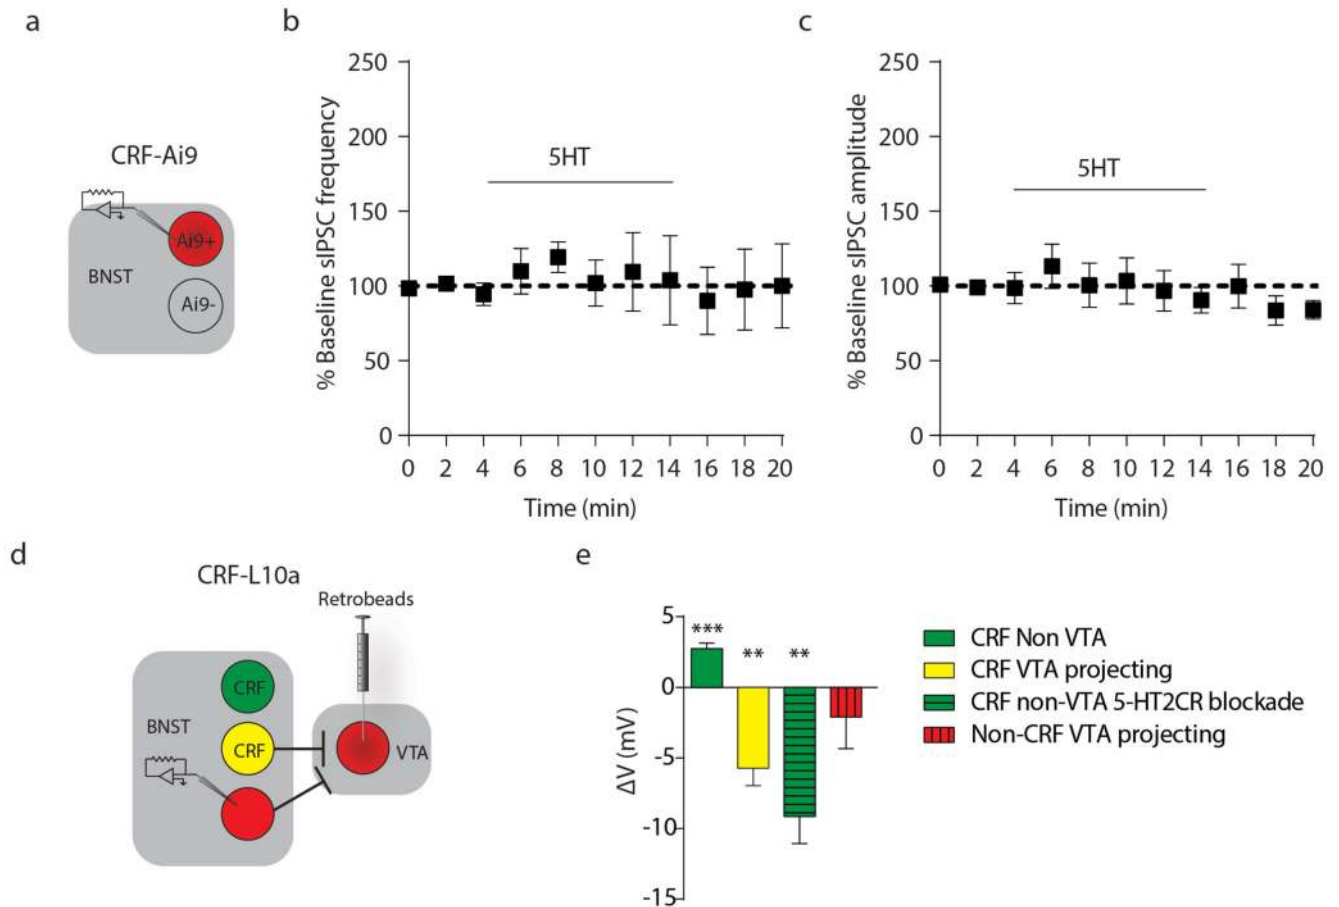 a
b
c
CRF-Ai9
Ai9+
BNST
Ai9-
% Baseline sIPSC frequency
250
200
150
100
50
0
5HT
0 2 4 6 8 10 12 14 16 18 20
Time (min)
% Baseline sIPSC amplitude
250
200
150
100
50
0
5HT
0 2 4 6 8 10 12 14 16 18 20
Time (min)
d
e
CRF-L10a
Retrobeads
CRF
BNST
CRF
VTA
ΔV (mV)
5
0
-5
-10
-15
*** ** **
CRF Non VTA
CRF VTA projecting
CRF non-VTA 5-HT2CR blockade
Non-CRF VTA projecting